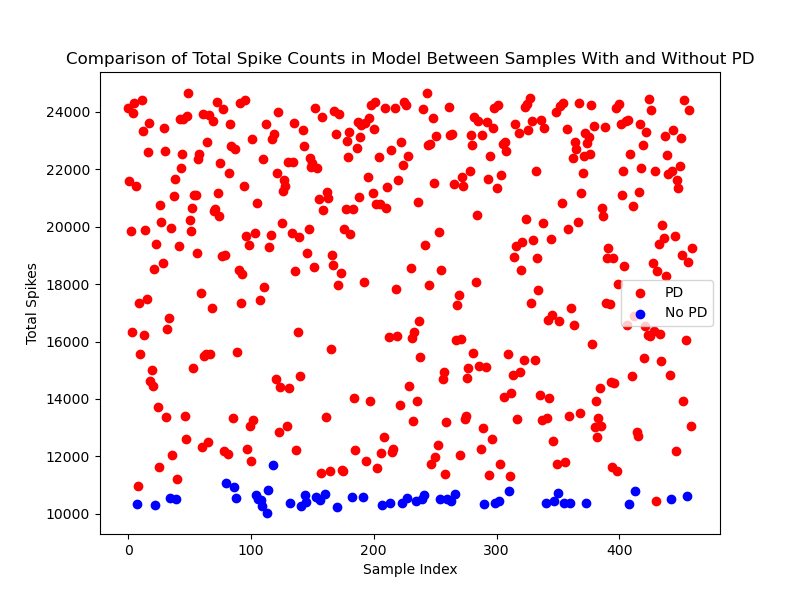 Comparison of Total Spike Counts in Model Between Samples With and Without PD
24000
22000
20000
18000
16000
14000
12000
10000
Total Spikes
PD
No PD
0
100
200
300
400
Sample Index